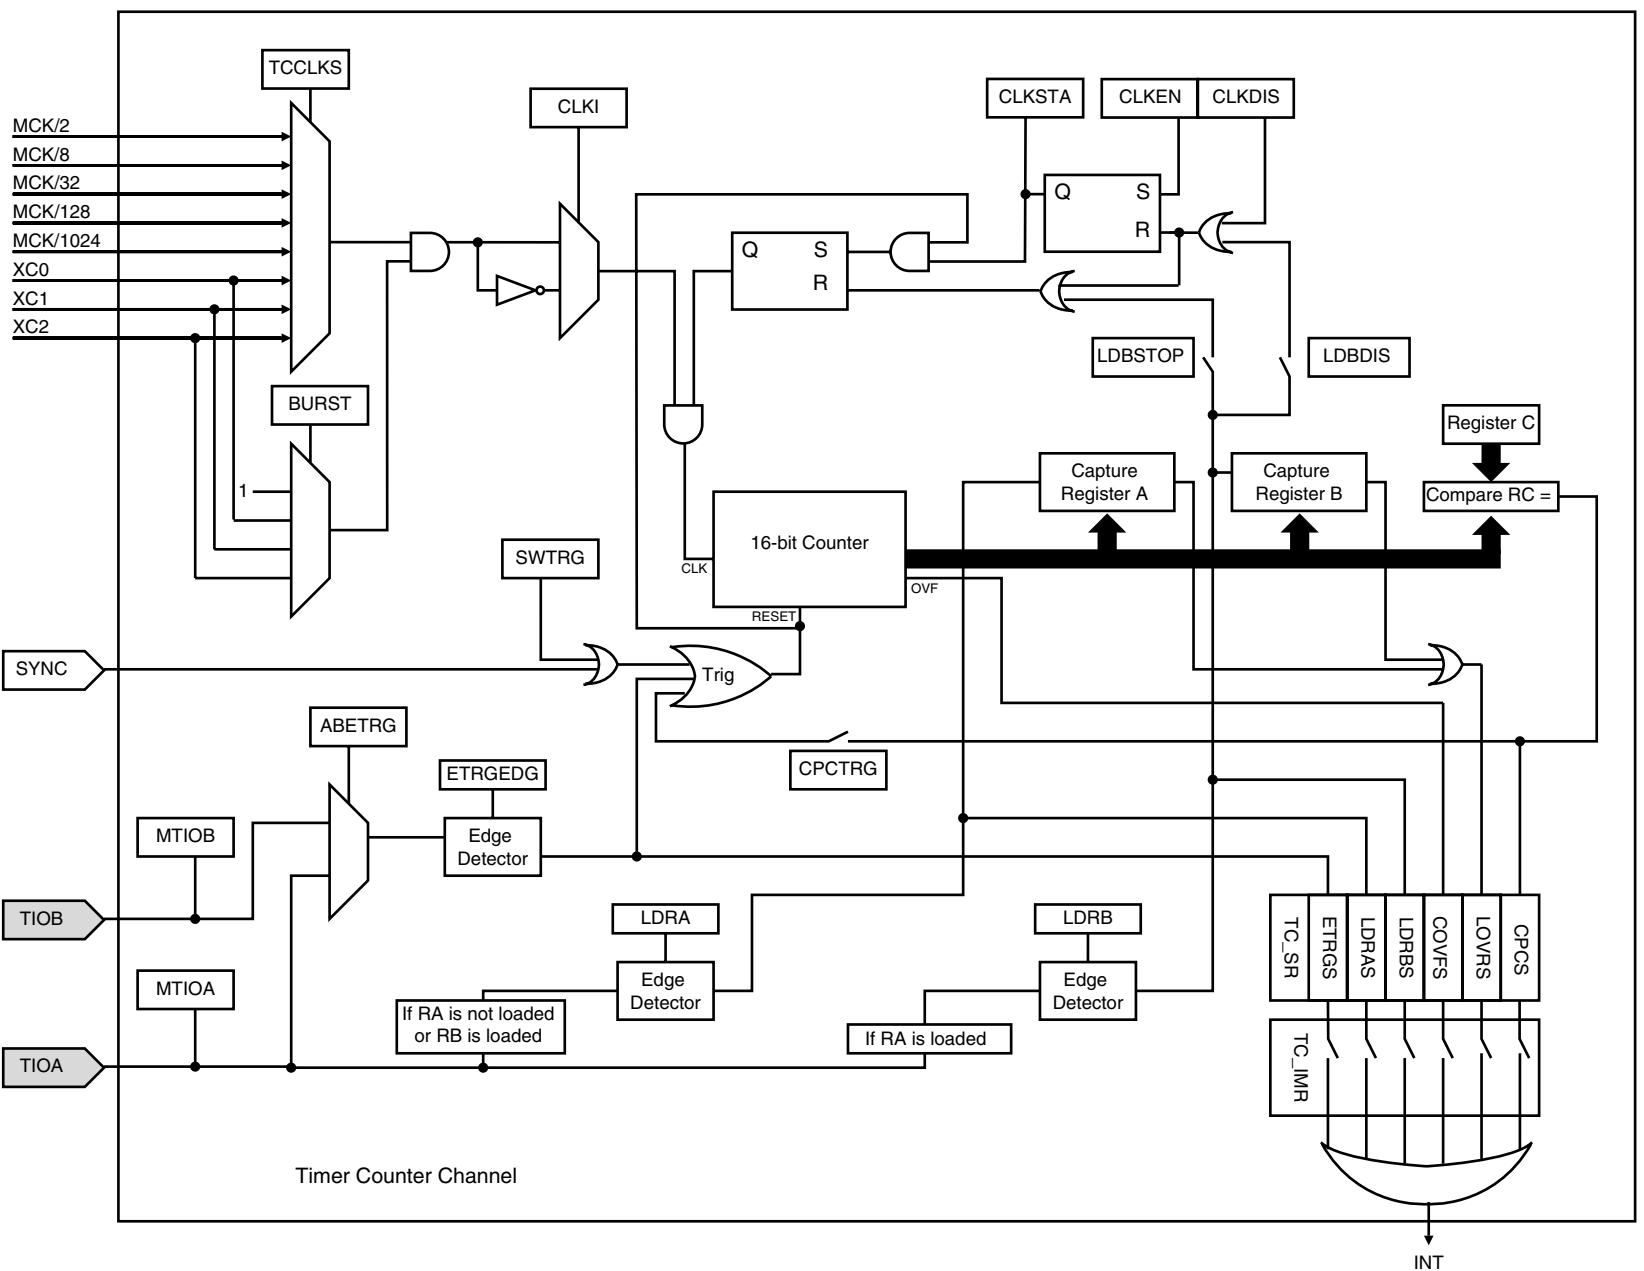 TCCLKS
CLKI
CLKSTA
CLKEN
CLKDIS
MCK/2
MCK/8
MCK/32
MCK/128
MCK/1024
XC0
XC1
XC2
Q
S
R
Q
S
R
BURST
1
LDBSTOP
LDBDIS
Register C
Capture
Register A
Capture
Register B
Compare RC =
16-bit Counter
CLK
OVF
RESET
SWTRG
SYNC
Trig
ABETRG
CPCTRG
ETRGEDG
MTIOB
Edge
Detector
TIOB
LDRA
LDRB
TC_SR
ETRGS
LDRAS
LDRBS
COVFS
LOVRS
CPCS
MTIOA
Edge
Detector
Edge
Detector
If RA is not loaded
or RB is loaded
If RA is loaded
TIOA
TC_IMR
Timer Counter Channel
INT